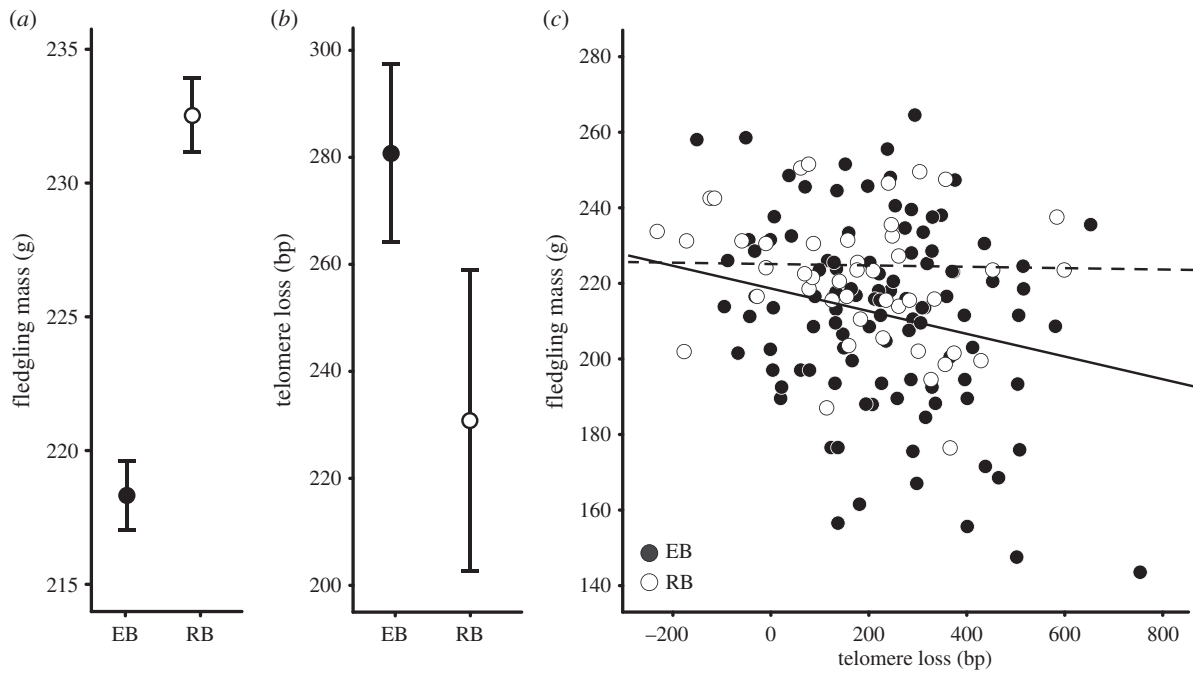 (a)
235
230
225
220
215
fledgling mass (g)
EB
RB
(b)
300
280
260
240
220
200
telomere loss (bp)
EB
RB
(c)
280
260
240
220
200
180
160
140
fledgling mass (g)
EB
RB
–200
0
200
400
600
800
telomere loss (bp)